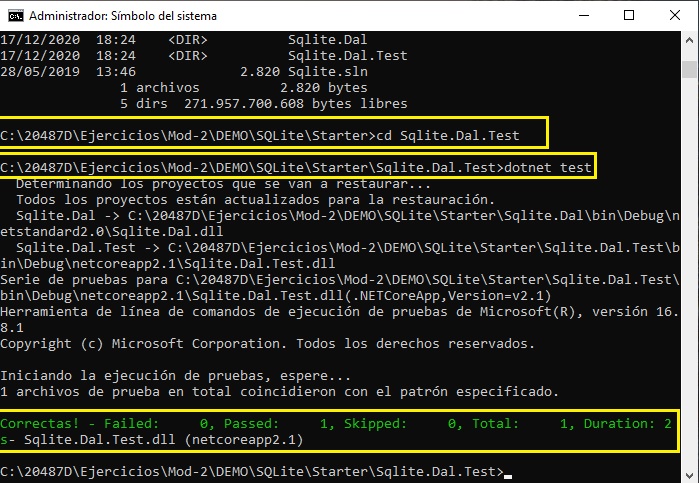 Administrador: Símbolo del sistema
17/12/2020  18:24    <DIR>          Sqlite.Dal
17/12/2020  18:24    <DIR>          Sqlite.Dal.Test
28/05/2019  13:46             2.820 Sqlite.sln
               1 archivos          2.820 bytes
               5 dirs  271.957.700.608 bytes libres
C:\20487D\Ejercicios\Mod-2\DEMO\SQLite\Starter>cd Sqlite.Dal.Test
C:\20487D\Ejercicios\Mod-2\DEMO\SQLite\Starter\Sqlite.Dal.Test>dotnet test
  Determinando los proyectos que se van a restaurar...
  Todos los proyectos están actualizados para la restauración.
  Sqlite.Dal -> C:\20487D\Ejercicios\Mod-2\DEMO\SQLite\Starter\Sqlite.Dal\bin\Debug\n
etstandard2.0\Sqlite.Dal.dll
  Sqlite.Dal.Test -> C:\20487D\Ejercicios\Mod-2\DEMO\SQLite\Starter\Sqlite.Dal.Test\b
in\Debug\netcoreapp2.1\Sqlite.Dal.Test.dll
Serie de pruebas para C:\20487D\Ejercicios\Mod-2\DEMO\SQLite\Starter\Sqlite.Dal.Test\
bin\Debug\netcoreapp2.1\Sqlite.Dal.Test.dll(.NETCoreApp,Version=v2.1)
Herramienta de línea de comandos de ejecución de pruebas de Microsoft(R), versión 16.
8.1
Copyright (c) Microsoft Corporation. Todos los derechos reservados.
Iniciando la ejecución de pruebas, espere...
1 archivos de prueba en total coincidieron con el patrón especificado.
Correctas! - Failed:     0, Passed:     1, Skipped:     0, Total:     1, Duration: 2
s- Sqlite.Dal.Test.dll (netcoreapp2.1)
C:\20487D\Ejercicios\Mod-2\DEMO\SQLite\Starter\Sqlite.Dal.Test>